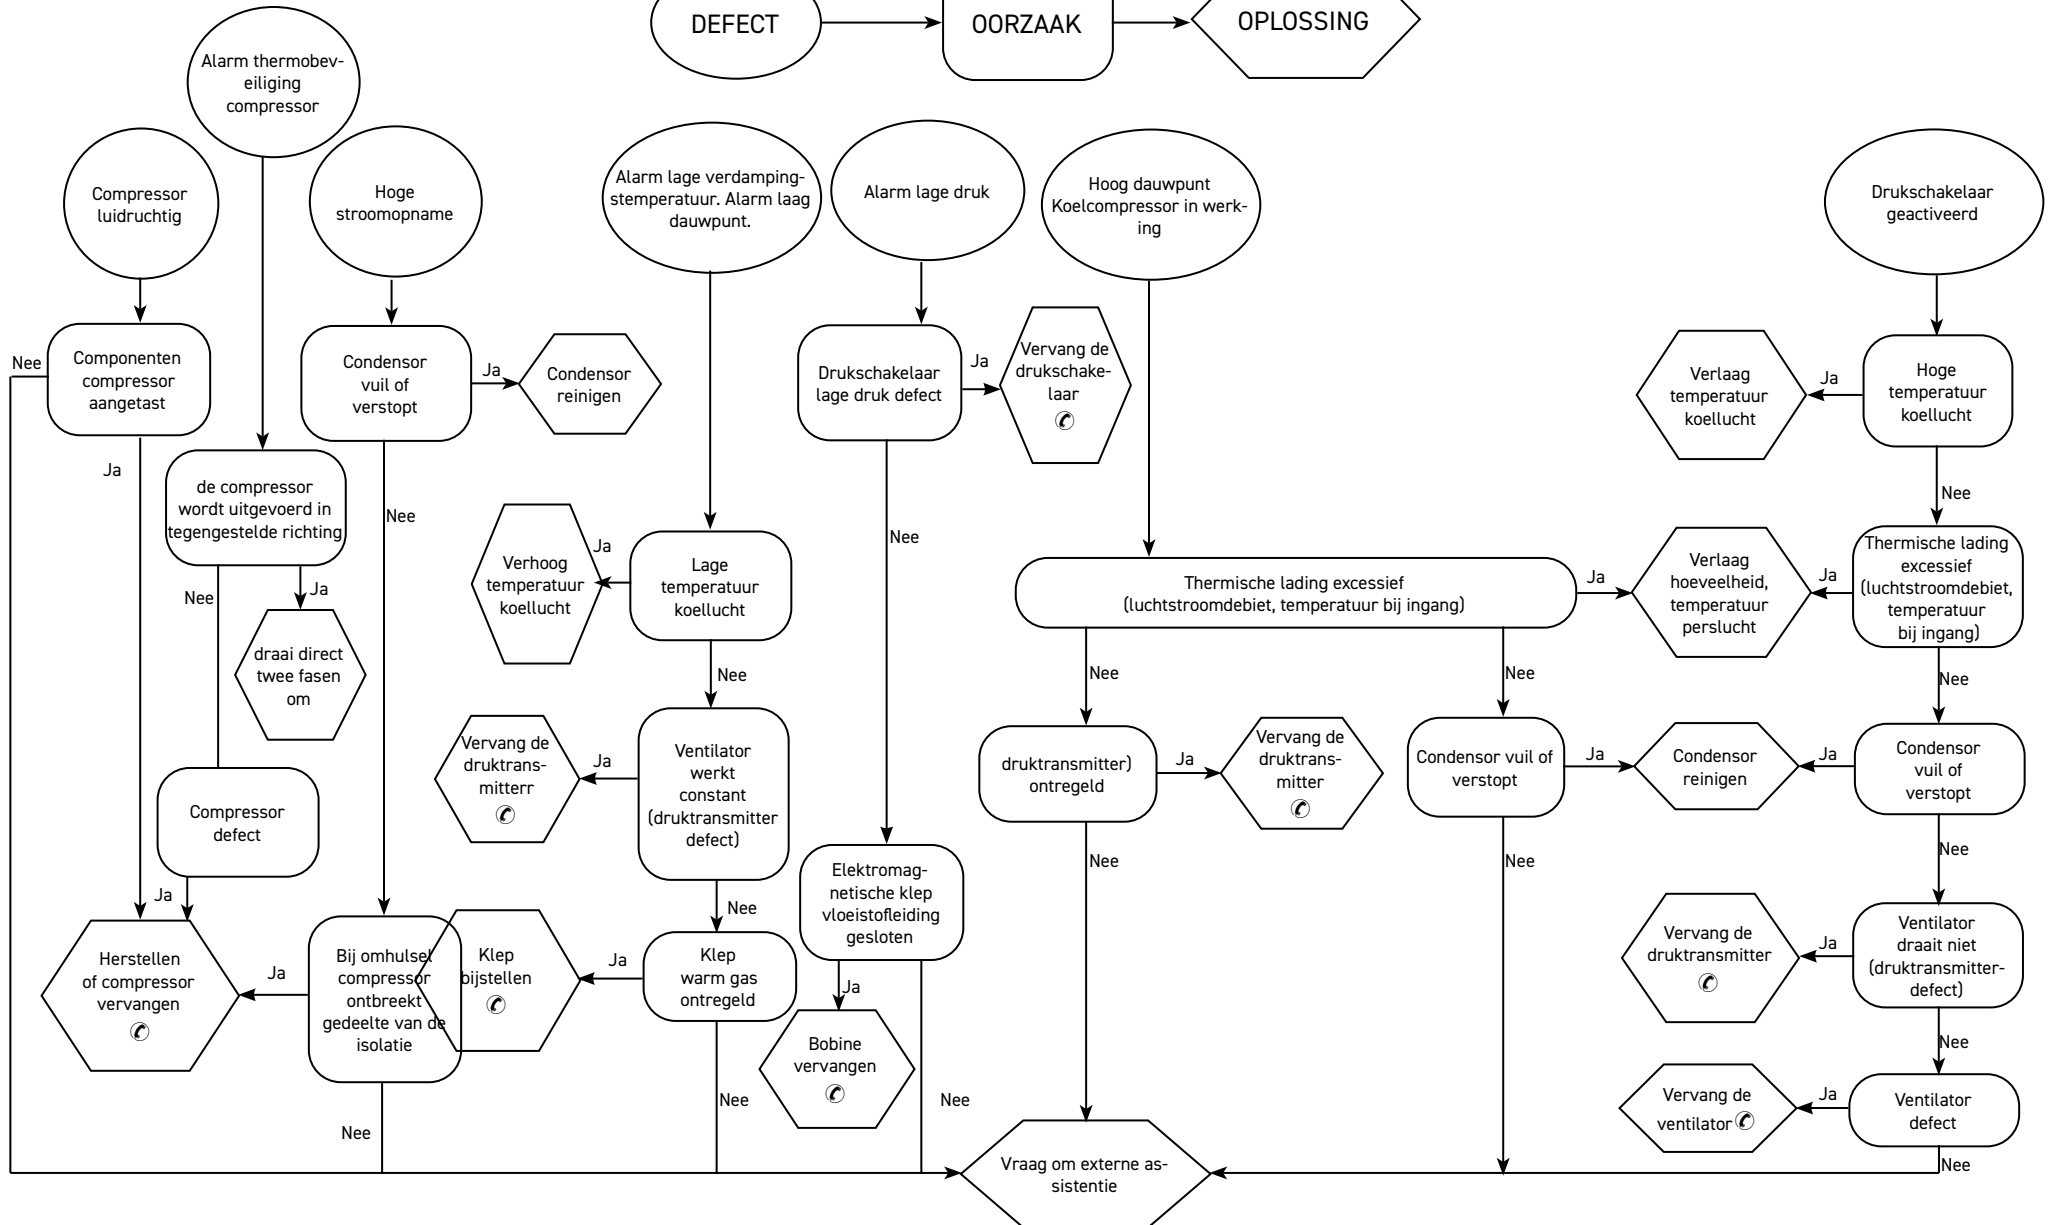 DEFECT
OORZAAK
OPLOSSING
Alarm thermobev-
eiliging
compressor
Compressor
luidruchtig
Hoge
stroomopname
Alarm lage verdamping-
stemperatuur. Alarm laag
dauwpunt.
Alarm lage druk
Hoog dauwpunt
Koelcompressor in werk-
ing
Drukschakelaar
geactiveerd
Nee
Componenten
compressor
aangetast
Condensor
vuil of
verstopt
Ja
Condensor
reinigen
Drukschakelaar
lage druk defect
Ja
Vervang de
drukschake-
laar
Verlaag
temperatuur
koellucht
Ja
Hoge
temperatuur
koellucht
Ja
de compressor
wordt uitgevoerd in
tegengestelde richting
Nee
Nee
Nee
Verhoog
temperatuur
koellucht
Ja
Lage
temperatuur
koellucht
Thermische lading excessief
(luchtstroomdebiet, temperatuur bij ingang)
Ja
Verlaag
hoeveelheid,
temperatuur
perslucht
Ja
Thermische lading
excessief
(luchtstroomdebiet,
temperatuur
bij ingang)
Nee
Ja
draai direct
twee fasen
om
Nee
Nee
Nee
Nee
Vervang de
druktrans-
mitterr
Ja
Ventilator
werkt
constant
(druktransmitter
defect)
druktransmitter)
ontregeld
Ja
Vervang de
druktrans-
mitter
Condensor vuil of
verstopt
Ja
Condensor
reinigen
Ja
Condensor
vuil of
verstopt
Compressor
defect
Nee
Nee
Nee
Ja
Nee
Elektromag-
netische klep
vloeistofleiding
gesloten
Vervang de
druktransmitter
Ja
Ventilator
draait niet
(druktransmitter-
defect)
Herstellen
of compressor
vervangen
Ja
Bij omhulsel
compressor
ontbreekt
gedeelte van de
isolatie
Klep
bijstellen
Ja
Klep
warm gas
ontregeld
Ja
Bobine
vervangen
Nee
Nee
Nee
Nee
Vervang de
ventilator
Ja
Ventilator
defect
Nee
Vraag om externe as-
sistentie